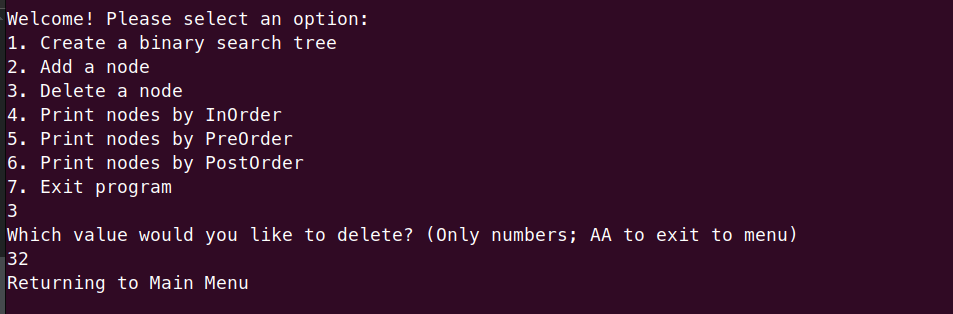 Welcome! Please select an option:
1. Create a binary search tree
2. Add a node
3. Delete a node
4. Print nodes by InOrder
5. Print nodes by PreOrder
6. Print nodes by PostOrder
7. Exit program
3
Which value would you like to delete? (Only numbers; AA to exit to menu)
32
Returning to Main Menu